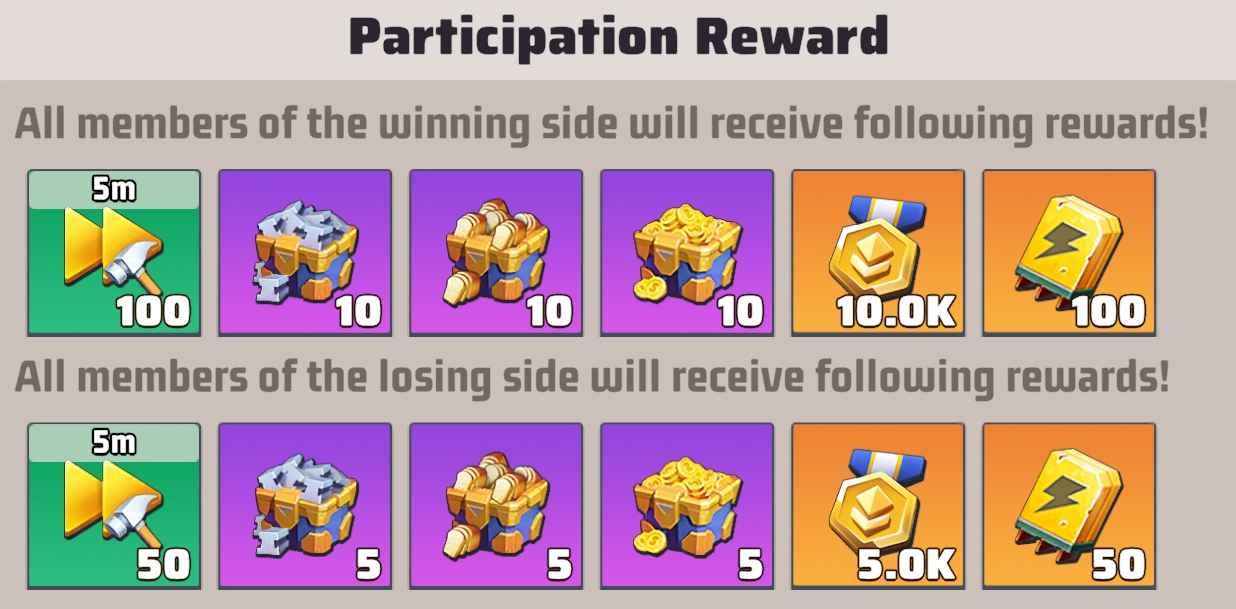 Participation Reward
All members of the winning side will receive following rewards!
5m
100 10 10 10 10.0K 100
All members of the losing side will receive following rewards!
5m
50 5 5 5 5.0K 50